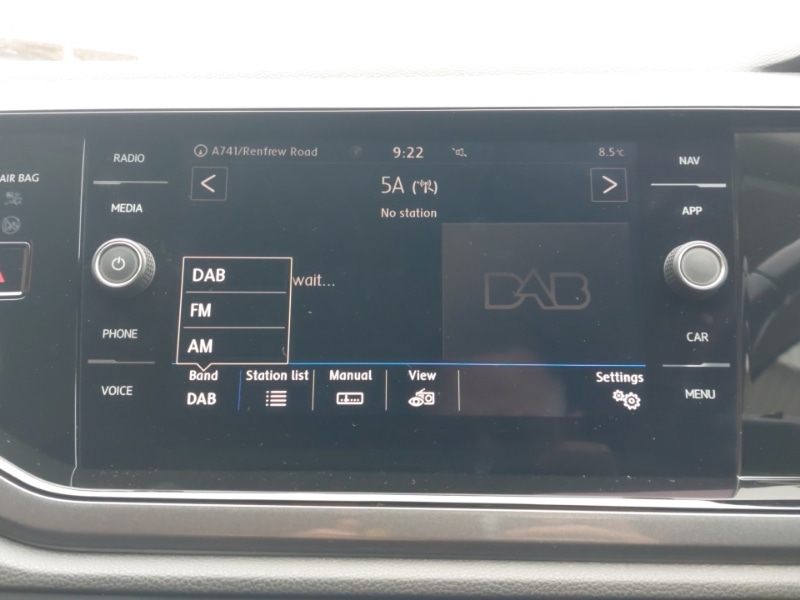 AIR BAG
RADIO
MEDIA
PHONE
VOICE
A741/Renfrew Road
9:22
8.5°C
5A
No station
DAB
FM
AM
wait...
DAB
Band
DAB
Station list
Manual
View
Settings
NAV
APP
CAR
MENU